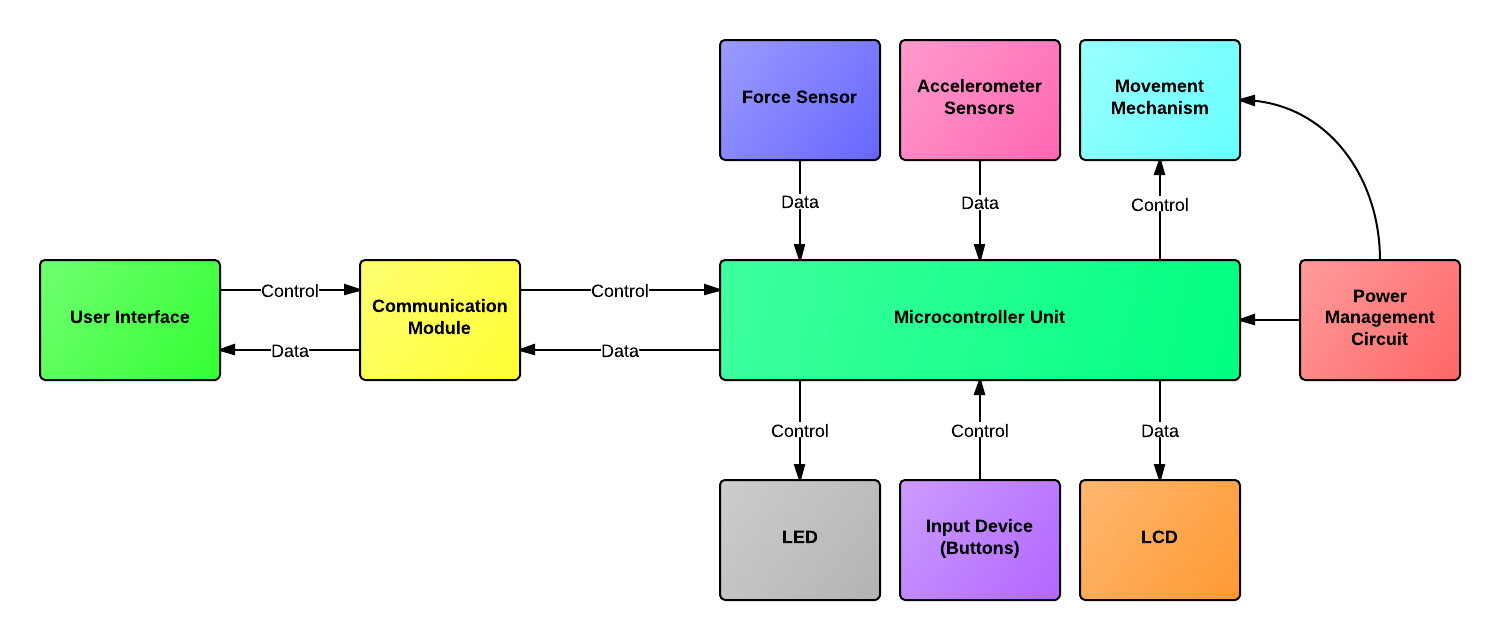 Force Sensor
Accelerometer
Sensors
Movement
Mechanism
Data
Data
Control
User Interface
Control
Data
Communication
Module
Control
Data
Microcontroller Unit
Power
Management
Circuit
Control
Control
Data
LED
Input Device
(Buttons)
LCD